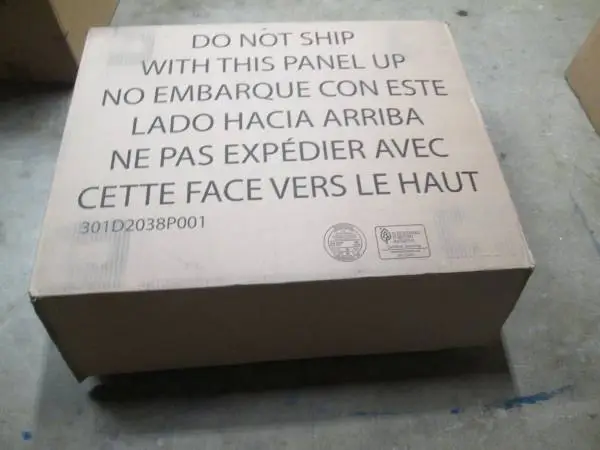 DO NOT SHIP
WITH THIS PANEL UP
NO EMBARQUE CON ESTE
LADO HACIA ARRIBA
NE PAS EXPÉDIER AVEC
CETTE FACE VERS LE HAUT
301D2038P001